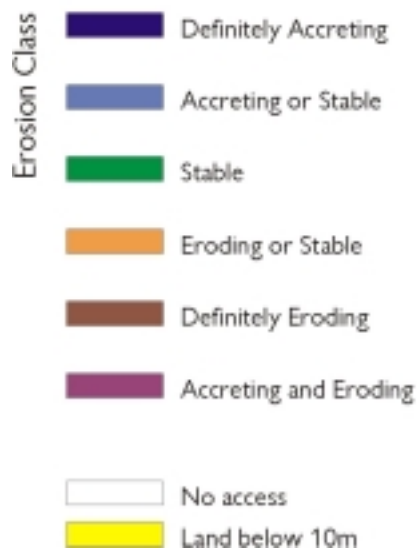 Erosion Class
Definitely Accreting
Accreting or Stable
Stable
Eroding or Stable
Definitely Eroding
Accreting and Eroding
No access
Land below 10m